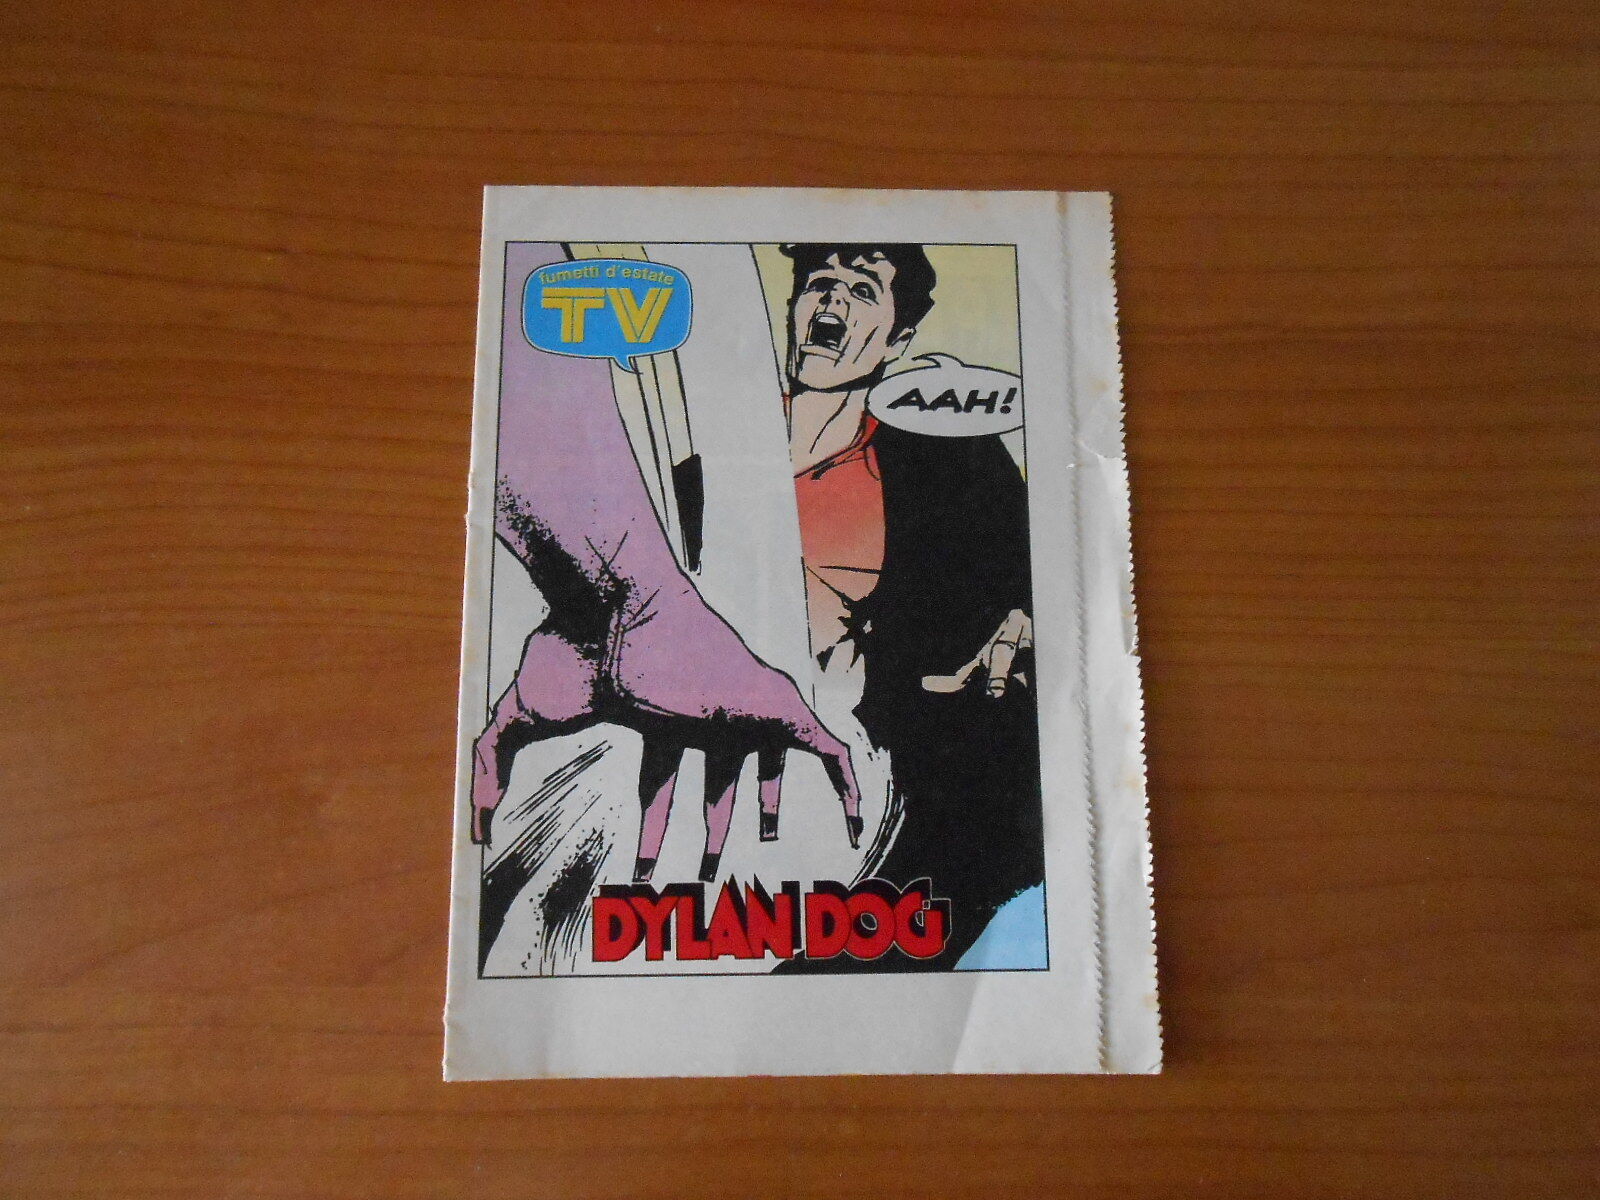 fumetti d'estate
TV
AAH!
DYLAN DOG